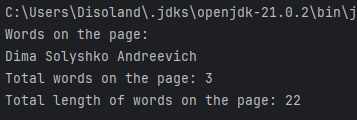 C:\Users\Disoland\.jdks\openjdk-21.0.2\bin\j
Words on the page:
Dima Solyshko Andreevich
Total words on the page: 3
Total length of words on the page: 22